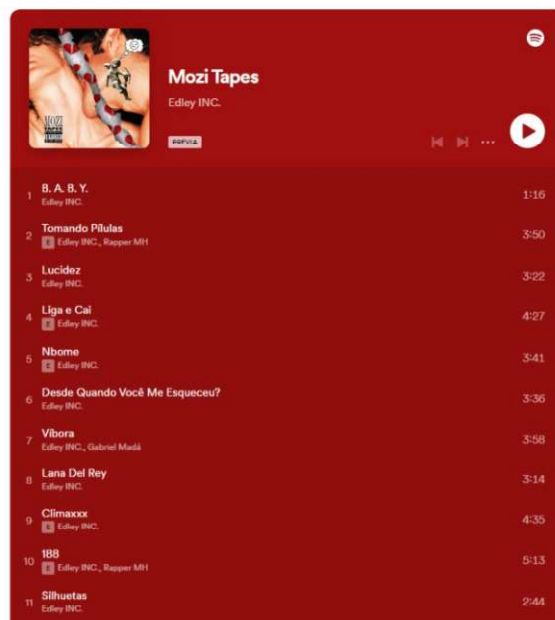 Mozi Tapes
Edley INC.
PRÉVIA
MOZI
TAPES
1 B. A. B. Y. 1:16
Edley INC.
2 Tomando Pílulas 3:50
E Edley INC., Rapper MH
3 Lucidez 3:22
Edley INC.
4 Liga e Cai 4:27
E Edley INC.
5 Nbome 3:41
E Edley INC.
6 Desde Quando Você Me Esqueceu? 3:36
Edley INC.
7 Víbora 3:58
Edley INC., Gabriel Madá
8 Lana Del Rey 3:14
Edley INC.
9 Climaxxx 4:35
E Edley INC.
10 188 5:13
E Edley INC., Rapper MH
11 Silhuetas 2:44
Edley INC.